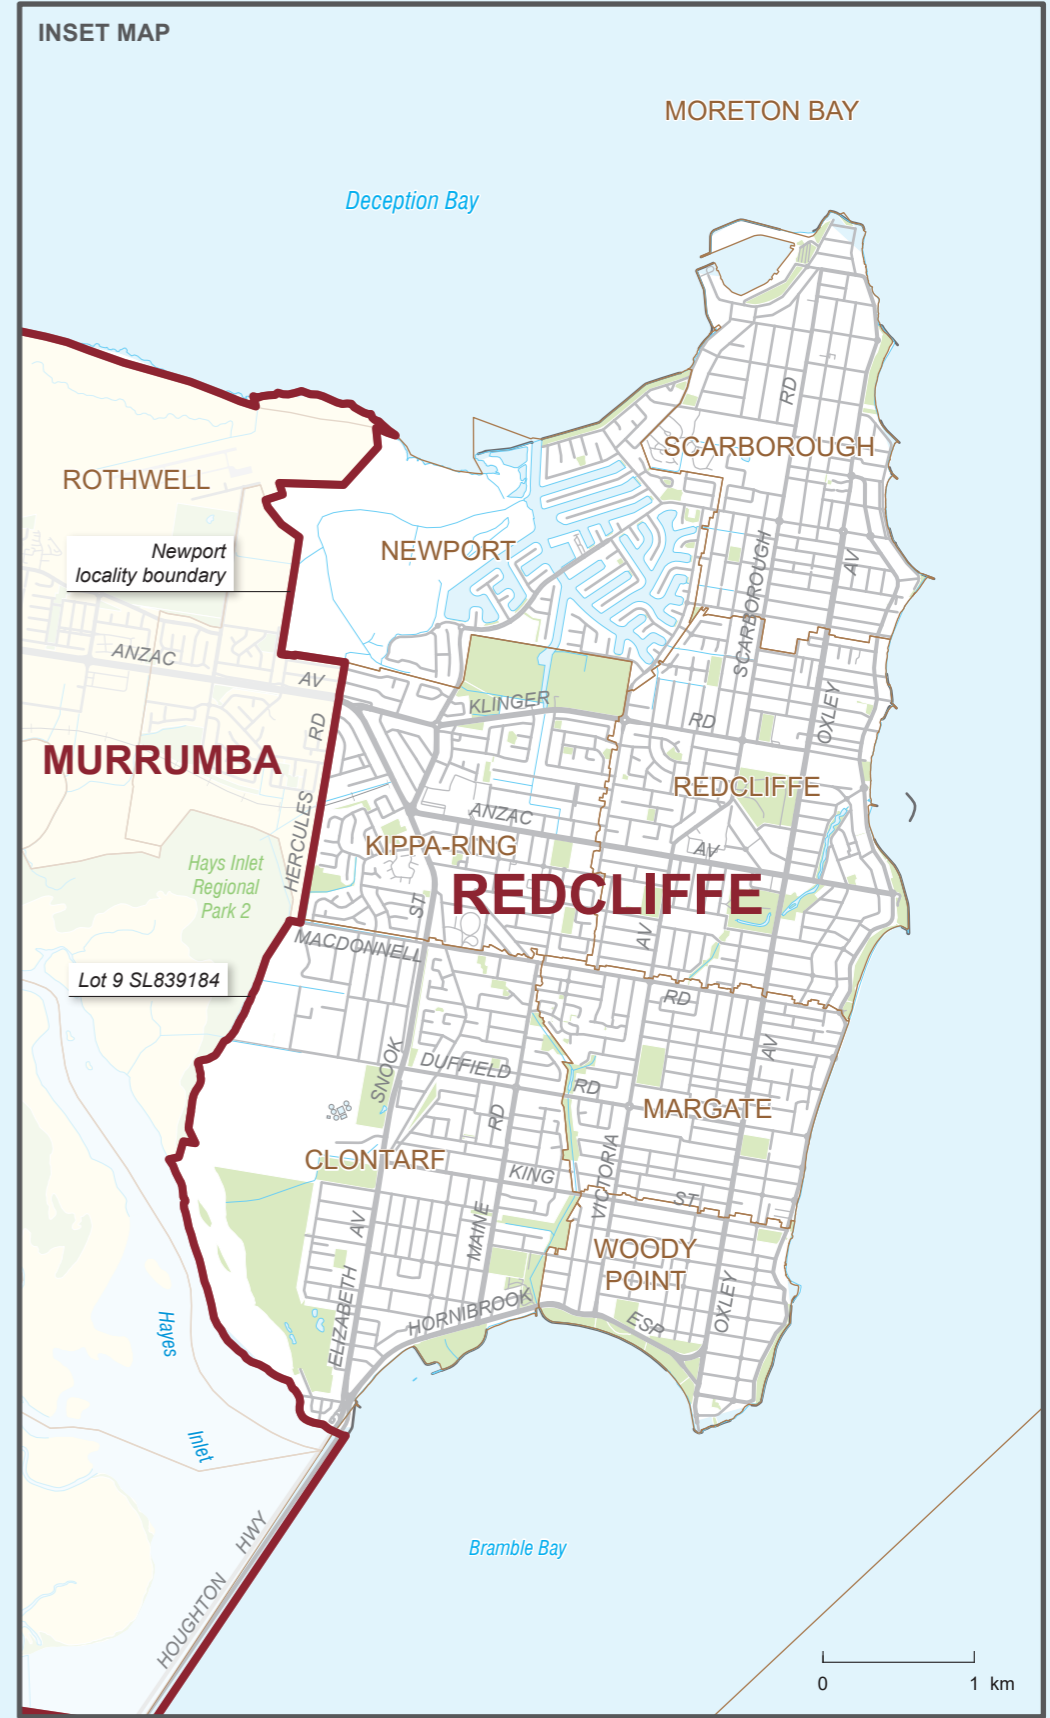 INSET MAP
MORETON BAY
Deception Bay
RD
SCARBOROUGH
ROTHWELL
NEWPORT
Newport
locality boundary
AV
SCARBOROUGH
ANZAC
AV
KLINGER
RD
OXLEY
RD
MURRUMBA
REDCLIFFE
HERCULES
ANZAC
AV
KIPPA-RING
Hays Inlet
Regional
Park 2
REDCLIFFE
ST
AV
MACDONNELL
Lot 9 SL839184
RD
AV
SNOOK
DUFFIELD
RD
MARGATE
RD
CLONTARF
KING
VICTORIA
ST
AV
MAINE
WOODY
POINT
ELIZABETH
HORNIBROOK
ESP
OXLEY
Hayes
Inlet
HWY
HOUGHTON
Bramble Bay
0 1 km